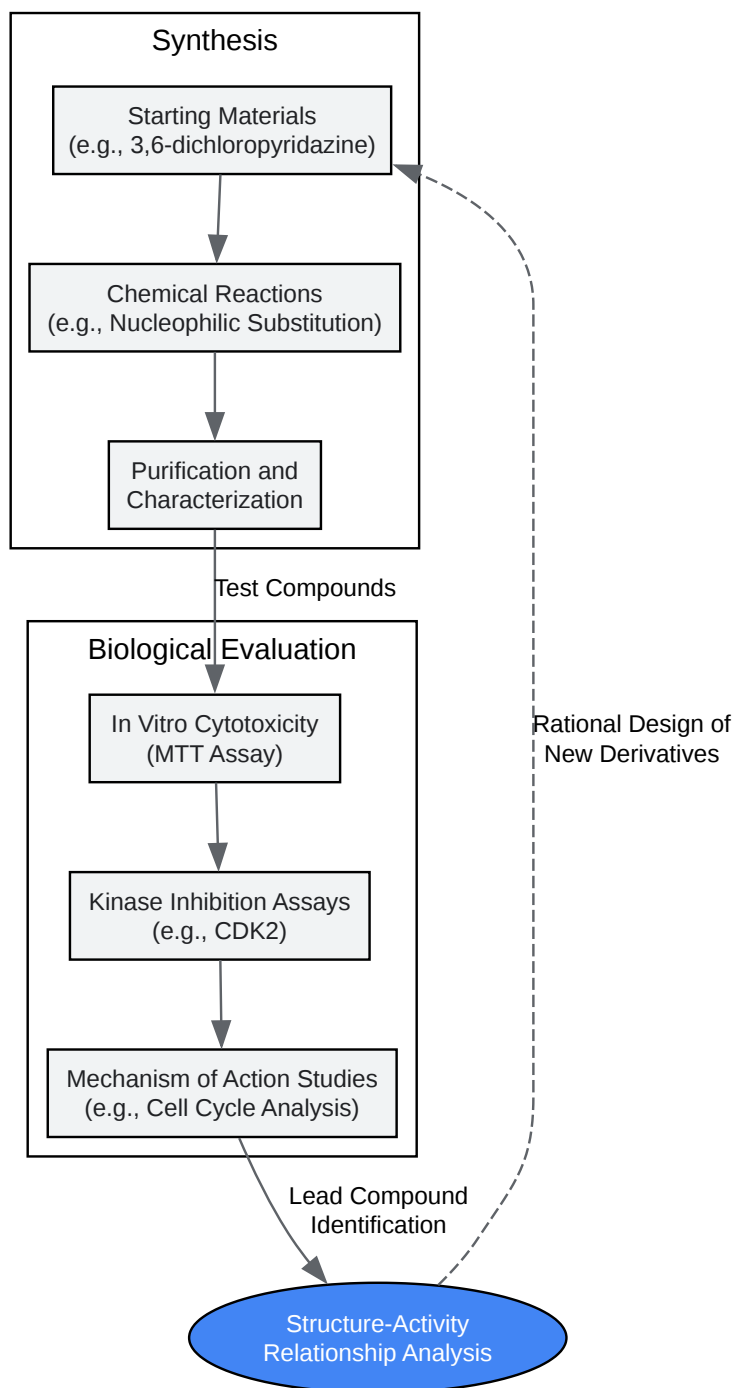 Synthesis
Starting Materials
(e.g., 3,6-dichloropyridazine)
Chemical Reactions
(e.g., Nucleophilic Substitution)
Purification and
Characterization
Test Compounds
Biological Evaluation
In Vitro Cytotoxicity
(MTT Assay)
Rational Design of
New Derivatives
Kinase Inhibition Assays
(e.g., CDK2)
Mechanism of Action Studies
(e.g., Cell Cycle Analysis)
Lead Compound
Identification
Structure-Activity
Relationship Analysis